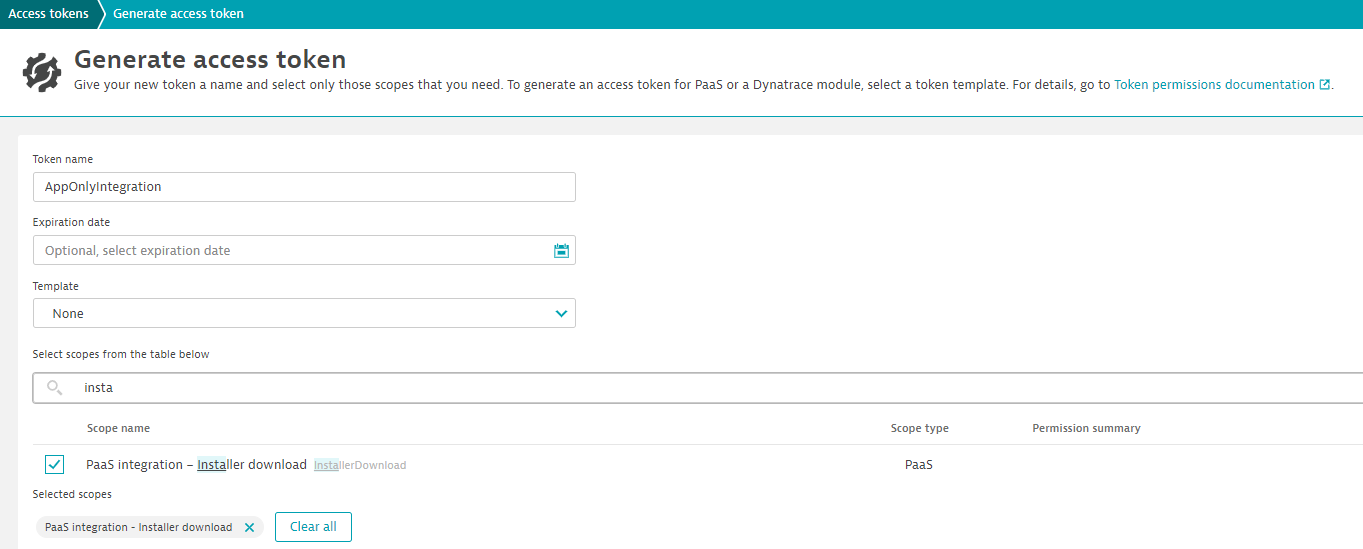 Access tokens Generate access token
Generate access token
Give your new token a name and select only those scopes that you need. To generate an access token for PaaS or a Dynatrace module, select a token template. For details, go to Token permissions documentation .
Token name
AppOnlyIntegration
Expiration date
Optional, select expiration date
Template
None
Select scopes from the table below
insta
Scope name Scope type Permission summary
PaaS integration – Installer download InstallerDownload PaaS
Selected scopes
PaaS integration - Installer download Clear all